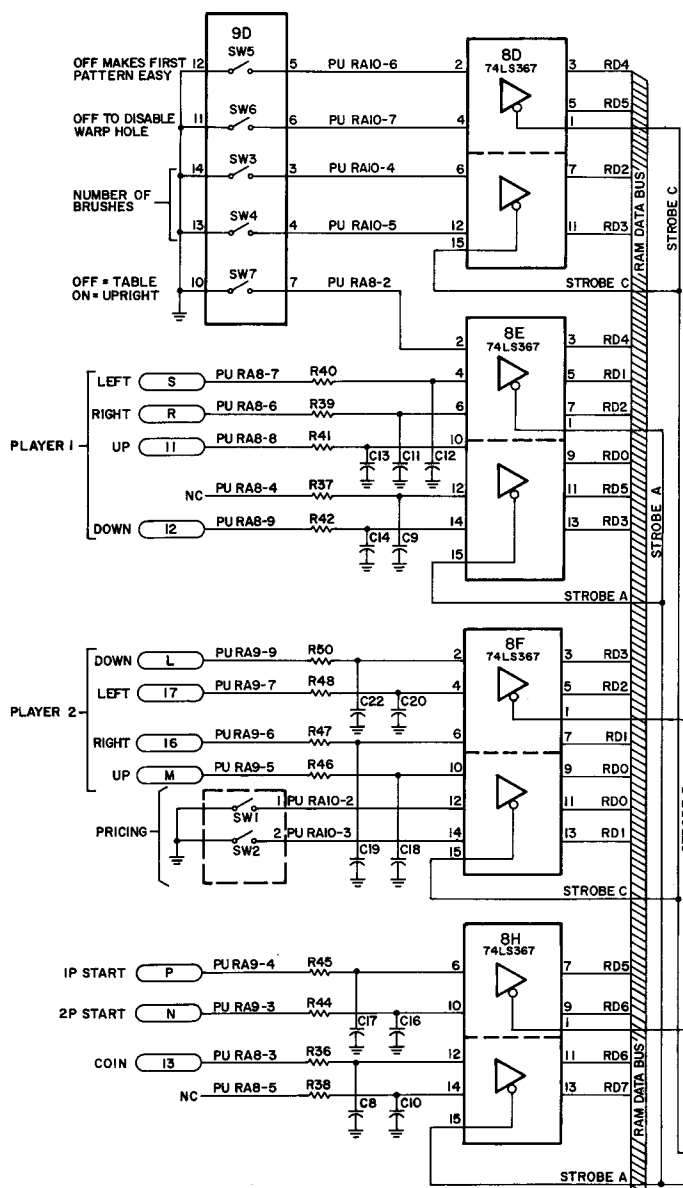 9D
SW5
OFF MAKES FIRST
PATTERN EASY
12
5
PU RA10-6
2
8D
74LS367
3
RD4
SW6
OFF TO DISABLE
WARP HOLE
11
6
PU RA10-7
4
5
RD5
1
SW3
14
3
PU RA10-4
6
7
RD2
NUMBER OF
BRUSHES
SW4
13
4
PU RA10-5
12
11
RD3
15
RAM DATA BUS
STROBE C
STROBE C
OFF = TABLE
ON = UPRIGHT
10
SW7
7
PU RA8-2
2
8E
74LS367
3
RD4
PLAYER 1
LEFT
S
PU RA8-7
R40
4
5
RD1
RIGHT
R
PU RA8-6
R39
6
7
RD2
1
UP
11
PU RA8-8
R41
10
C13
C11
C12
9
RD0
NC
PU RA8-4
R37
12
11
RD5
DOWN
12
PU RA8-9
R42
14
13
RD3
C14
C9
15
STROBE A
STROBE A
PLAYER 2
DOWN
L
PU RA9-9
R50
2
8F
74LS367
3
RD3
LEFT
17
PU RA9-7
R48
4
5
RD2
C22
C20
1
RIGHT
16
PU RA9-6
R47
6
7
RD1
UP
M
PU RA9-5
R46
10
9
RD0
PRICING
SW1
1
PU RA10-2
12
11
RD0
SW2
2
PU RA10-3
14
13
RD1
C19
C18
15
STROBE C
8H
74LS367
1P START
P
PU RA9-4
R45
6
7
RD5
2P START
N
PU RA9-3
R44
10
9
RD6
C17
C16
1
COIN
13
PU RA8-3
R36
12
11
RD6
NC
PU RA8-5
R38
14
13
RD7
C8
C10
15
RAM DATA BUS
STROBE A